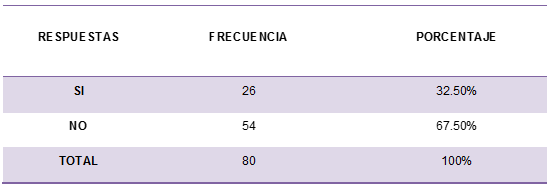 RESPUESTAS FRECUENCIA PORCENTAJE
SI 26 32.50%
NO 54 67.50%
TOTAL 80 100%